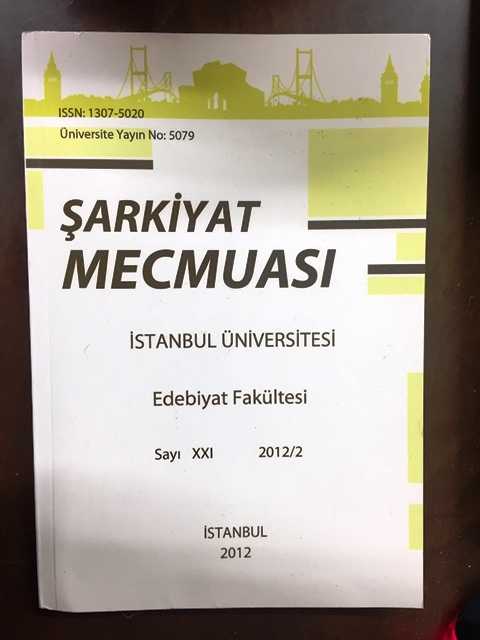 ISSN: 1307-5020
Üniversite Yayın No: 5079
ŞARKİYAT
MECMUASI
İSTANBUL ÜNİVERSİTESİ
Edebiyat Fakültesi
Sayı XXI 2012/2
İSTANBUL
2012